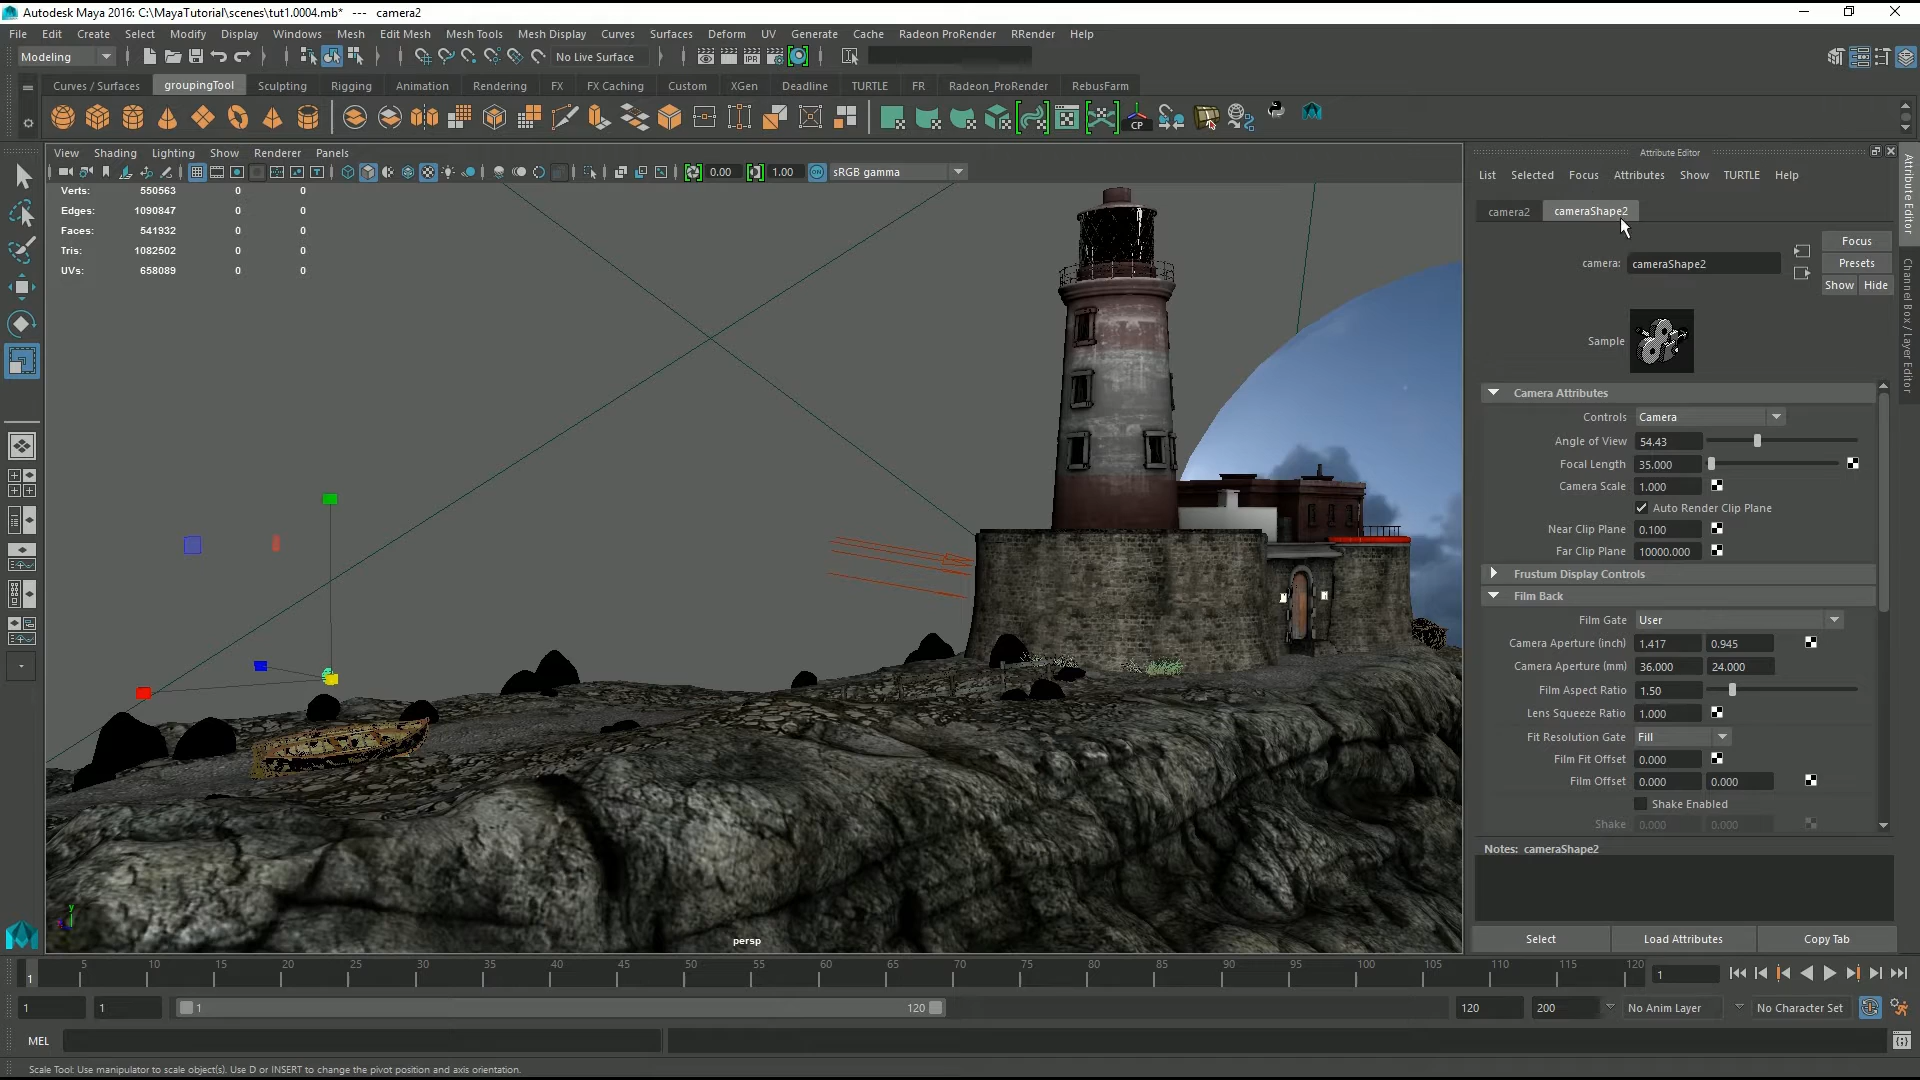 Autodesk Maya 2016: C:\MayaTutorial\scenes\tut1.0004.mb* --- camera2
File Edit Create Select Modify Display Windows Mesh Edit Mesh Mesh Tools Mesh Display Curves Surfaces Deform UV Generate Cache Radeon ProRender RRender Help
Modeling No Live Surface
Curves / Surfaces groupingTool Sculpting Rigging Animation Rendering FX FX Caching Custom XGen Deadline TURTLE FR Radeon_ProRender RebusFarm
IPR
CP
View Shading Lighting Show Renderer Panels
0.00 1.00 sRGB gamma
Verts: 550563 0 0
Edges: 1090847 0 0
Faces: 541932 0 0
Tris: 1082502 0 0
UVs: 658089 0 0
y
persp
Attribute Editor
List Selected Focus Attributes Show TURTLE Help
camera2 cameraShape2
camera: cameraShape2
Focus
Presets
Show Hide
Sample
Camera Attributes
Controls Camera
Angle of View 54.43
Focal Length 35.000
Camera Scale 1.000
Auto Render Clip Plane
Near Clip Plane 0.100
Far Clip Plane 10000.000
Frustum Display Controls
Film Back
Film Gate User
Camera Aperture (inch) 1.417 0.945
Camera Aperture (mm) 36.000 24.000
Film Aspect Ratio 1.50
Lens Squeeze Ratio 1.000
Fit Resolution Gate Fill
Film Fit Offset 0.000
Film Offset 0.000 0.000
Shake Enabled
Shake 0.000 0.000
Notes: cameraShape2
Select Load Attributes Copy Tab
Attribute Editor
Channel Box / Layer Editor
1 5 10 15 20 25 30 35 40 45 50 55 60 65 70 75 80 85 90 95 100 105 110 115 120 1
1 1 1 120 120 200 No Anim Layer No Character Set
MEL
Scale Tool: Use manipulator to scale object(s). Use D or INSERT to change the pivot position and axis orientation.